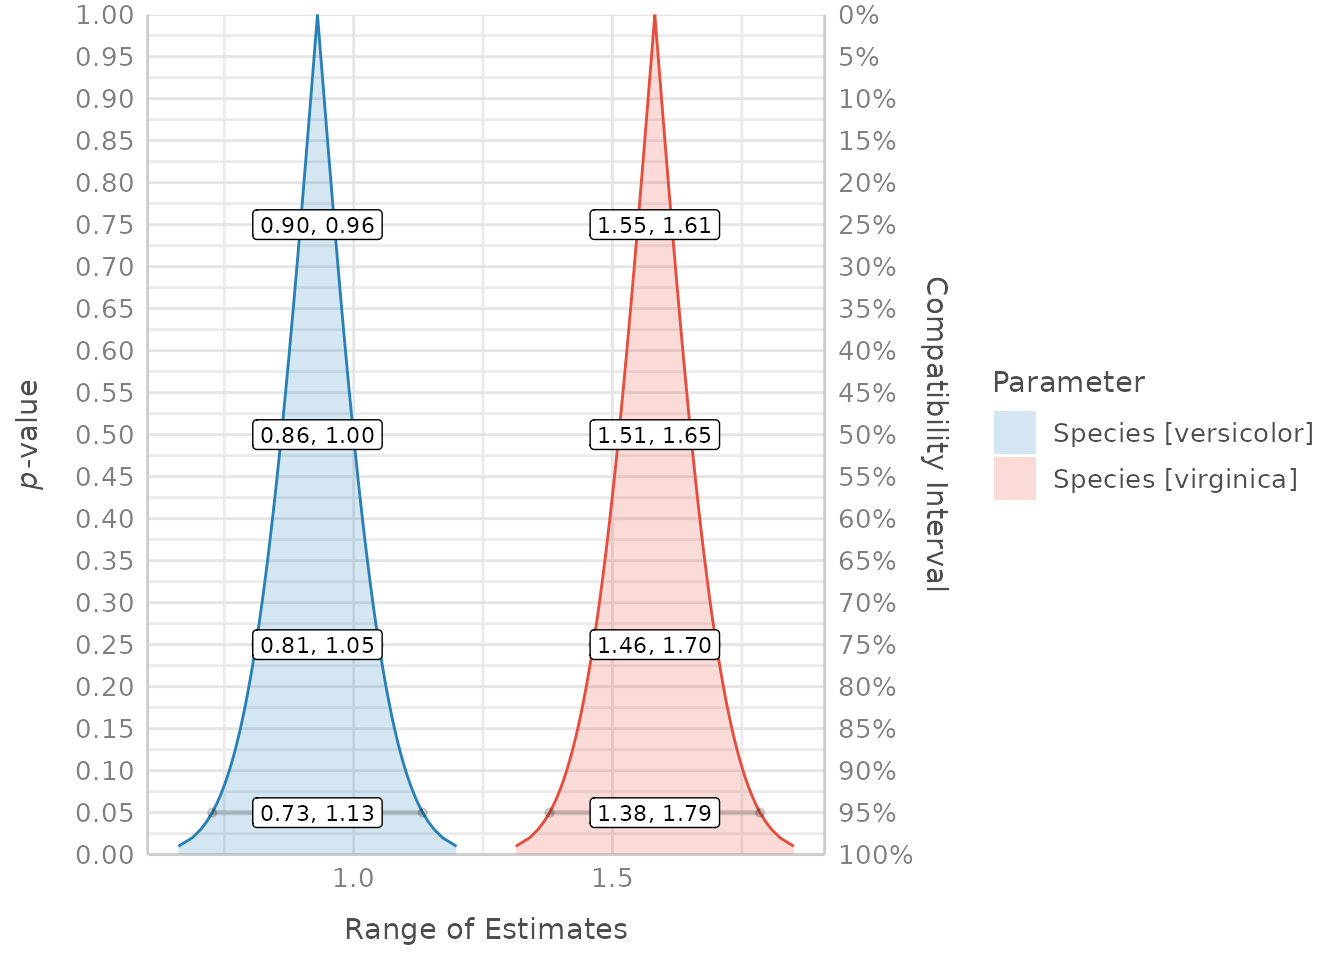 1.00 0%
0.95 5%
0.90 10%
0.85 15%
0.80 20%
0.75 0.90, 0.96 1.55, 1.61 25%
0.70 30%
0.65 35%
0.60 40%
0.55 45%
0.50 0.86, 1.00 1.51, 1.65 50%
0.45 55%
0.40 60%
0.35 65%
0.30 70%
0.25 0.81, 1.05 1.46, 1.70 75%
0.20 80%
0.15 85%
0.10 90%
0.05 0.73, 1.13 1.38, 1.79 95%
0.00 100%
1.0 1.5
Range of Estimates
p-value
Compatibility Interval
Parameter
Species [versicolor]
Species [virginica]